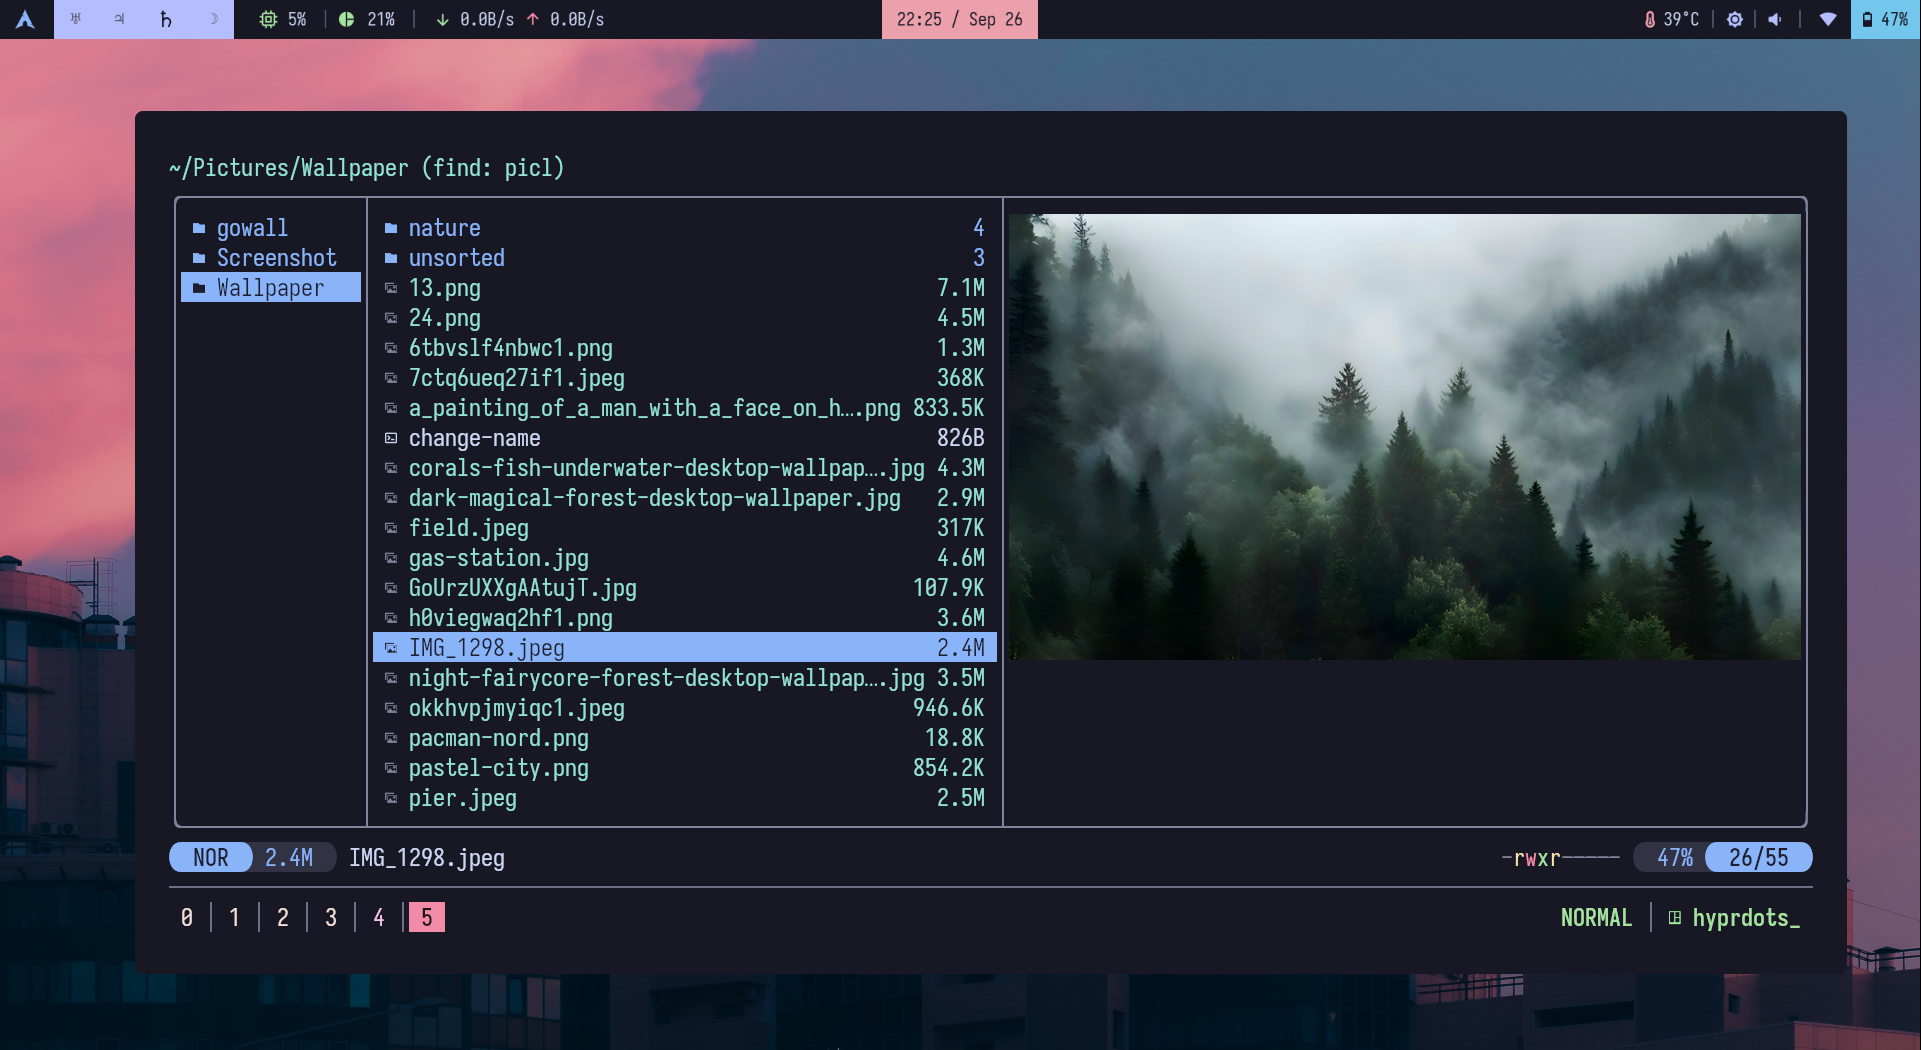 5% | 21% | ↓ 0.0B/s ↑ 0.0B/s
22:25 / Sep 26
39°C
47%
~/Pictures/Wallpaper (find: picl)
gowall
Screenshot
Wallpaper
nature 4
unsorted 3
13.png 7.1M
24.png 4.5M
6tbvslf4nbwc1.png 1.3M
7ctq6ueq27if1.jpeg 368K
a_painting_of_a_man_with_a_face_on_h….png 833.5K
change-name 826B
corals-fish-underwater-desktop-wallpap….jpg 4.3M
dark-magical-forest-desktop-wallpaper.jpg 2.9M
field.jpeg 317K
gas-station.jpg 4.6M
GoUrzUXXgAAtujT.jpg 107.9K
h0viegwaq2hf1.png 3.6M
IMG_1298.jpeg 2.4M
night-fairycore-forest-desktop-wallpap….jpg 3.5M
okkhvpjmyiqc1.jpeg 946.6K
pacman-nord.png 18.8K
pastel-city.png 854.2K
pier.jpeg 2.5M
NOR 2.4M IMG_1298.jpeg -rwxr----- 47% 26/55
0 | 1 | 2 | 3 | 4 | 5
NORMAL | hyprdots_